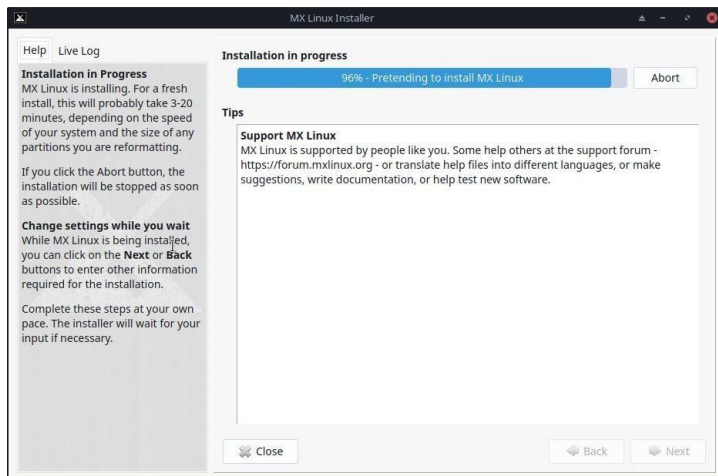 MX Linux Installer
Help Live Log
Installation in Progress
MX Linux is installing. For a fresh
install, this will probably take 3-20
minutes, depending on the speed
of your system and the size of any
partitions you are reformatting.
If you click the Abort button, the
installation will be stopped as soon
as possible.
Change settings while you wait
While MX Linux is being installed,
you can click on the Next or Back
buttons to enter other information
required for the installation.
Complete these steps at your own
pace. The installer will wait for your
input if necessary.
Installation in progress
96% - Pretending to install MX Linux
Abort
Tips
Support MX Linux
MX Linux is supported by people like you. Some help others at the support forum -
https://forum.mxlinux.org - or translate help files into different languages, or make
suggestions, write documentation, or help test new software.
Close
Back
Next